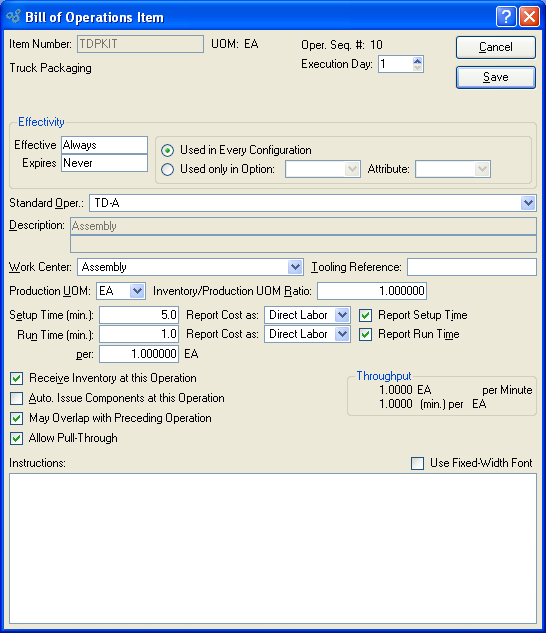 Bill of Operations Item
Item Number: TDPKIT UOM: EA Oper. Seq. #: 10 Cancel
Truck Packaging Execution Day: 1 Save
Effectivity
Effective Always Used in Every Configuration
Expires Never Used only in Option: Attribute:
Standard Oper.: TD-A
Description: Assembly
Work Center: Assembly Tooling Reference:
Production UOM: EA Inventory/Production UOM Ratio: 1.000000
Setup Time (min.): 5.0 Report Cost as: Direct Labor Report Setup Time
Run Time (min.): 1.0 Report Cost as: Direct Labor Report Run Time
per: 1.000000 EA
Receive Inventory at this Operation
Auto. Issue Components at this Operation
May Overlap with Preceding Operation
Allow Pull-Through
Throughput
1.0000 EA per Minute
1.0000 (min.) per EA
Instructions: Use Fixed-Width Font